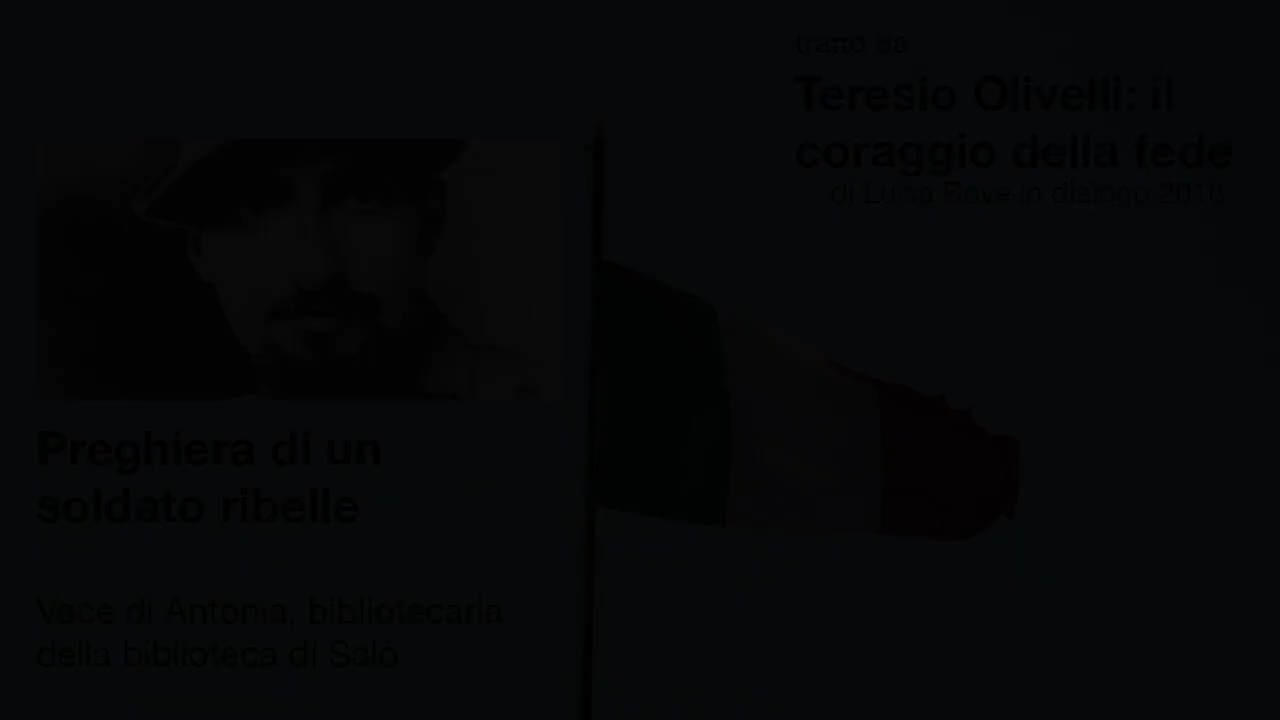 tratto da
Teresio Olivelli: il
coraggio della fede
di Luisa Bove in dialogo 2018
Preghiera di un
soldato ribelle
Voce di Antonia, bibliotecaria
della biblioteca di Salò